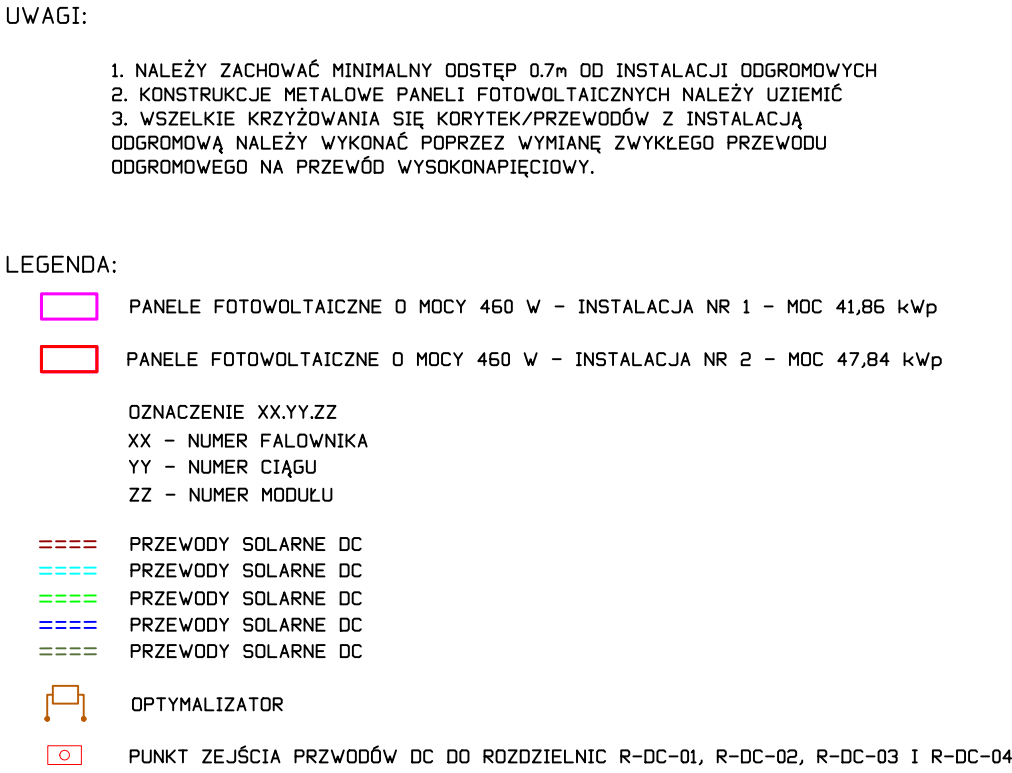 UWAGI:
1. NALEŻY ZACHOWAĆ MINIMALNY ODSTĘP 0.7m OD INSTALACJI ODGROMOWYCH
2. KONSTRUKCJE METALOWE PANELI FOTOWOLTAICZNYCH NALEŻY UZIEMIĆ
3. WSZELKIE KRZYŻOWANIA SIĘ KORYTEK/PRZEWODÓW Z INSTALACJĄ
ODGROMOWĄ NALEŻY WYKONAĆ POPRZEZ WYMIANĘ ZWYKŁEGO PRZEWODU
ODGROMOWEGO NA PRZEWÓD WYSOKONAPIĘCIOWY.
LEGENDA:
PANELE FOTOWOLTAICZNE O MOCY 460 W - INSTALACJA NR 1 - MOC 41,86 kWp
PANELE FOTOWOLTAICZNE O MOCY 460 W - INSTALACJA NR 2 - MOC 47,84 kWp
OZNACZENIE XX.YY.ZZ
XX - NUMER FALOWNIKA
YY - NUMER CIĄGU
ZZ - NUMER MODUŁU
PRZEWODY SOLARNE DC
PRZEWODY SOLARNE DC
PRZEWODY SOLARNE DC
PRZEWODY SOLARNE DC
PRZEWODY SOLARNE DC
OPTYMALIZATOR
PUNKT ZEJŚCIA PRZWODÓW DC DO ROZDZIELNIC R-DC-01, R-DC-02, R-DC-03 I R-DC-04